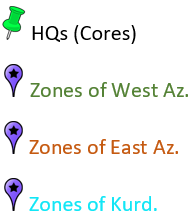 HQs (Cores)
Zones of West Az.
Zones of East Az.
Zones of Kurd.